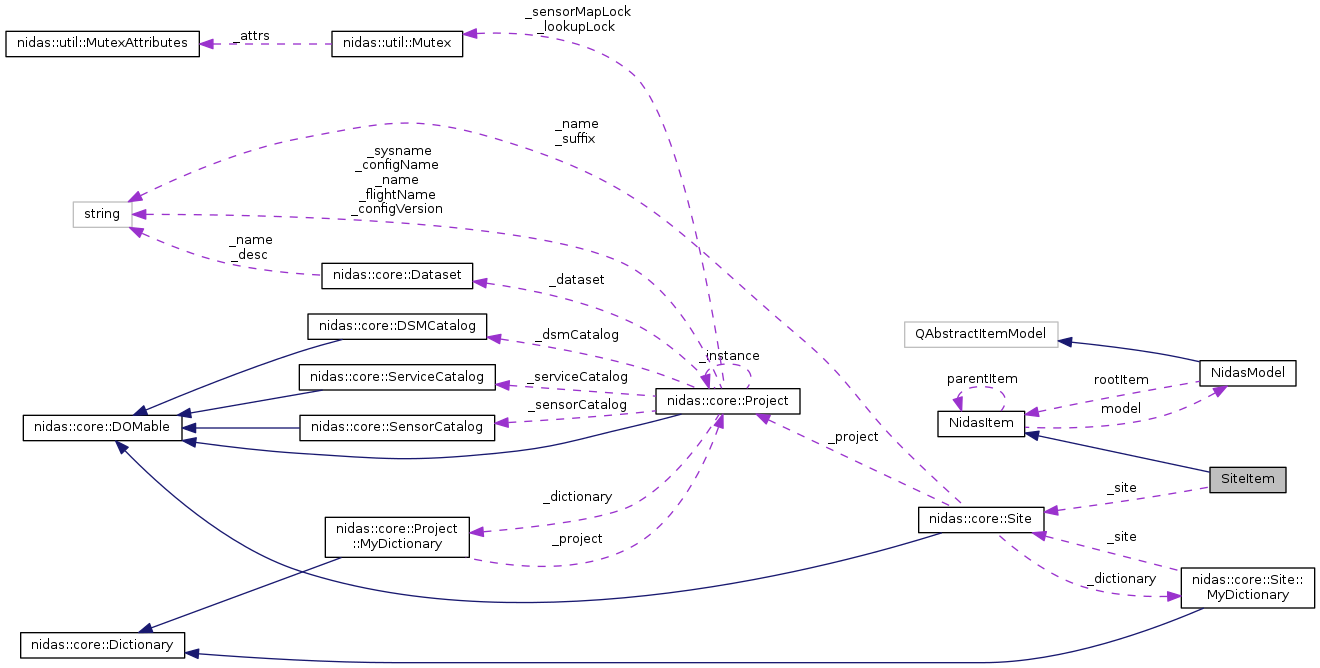 _sensorMapLock
_lookupLock
nidas::util::MutexAttributes
_attrs
nidas::util::Mutex
_name
_suffix
_sysname
_configName
_name
_flightName
_configVersion
string
_name
_desc
nidas::core::Dataset
_dataset
nidas::core::DSMCatalog
_dsmCatalog
_instance
QAbstractItemModel
nidas::core::ServiceCatalog
_serviceCatalog
parentItem
rootItem
NidasModel
nidas::core::Project
_sensorCatalog
model
nidas::core::DOMable
nidas::core::SensorCatalog
NidasItem
_project
SiteItem
_site
_dictionary
nidas::core::Project
::MyDictionary
_project
nidas::core::Site
_site
_dictionary
nidas::core::Site::
MyDictionary
nidas::core::Dictionary